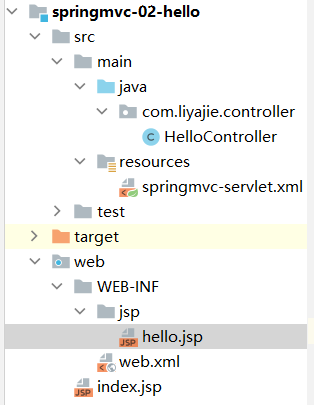 springmvc-02-hello
src
main
java
com.liyajie.controller
C HelloController
resources
springmvc-servlet.xml
test
target
web
WEB-INF
jsp
JSP hello.jsp
web.xml
JSP index.jsp